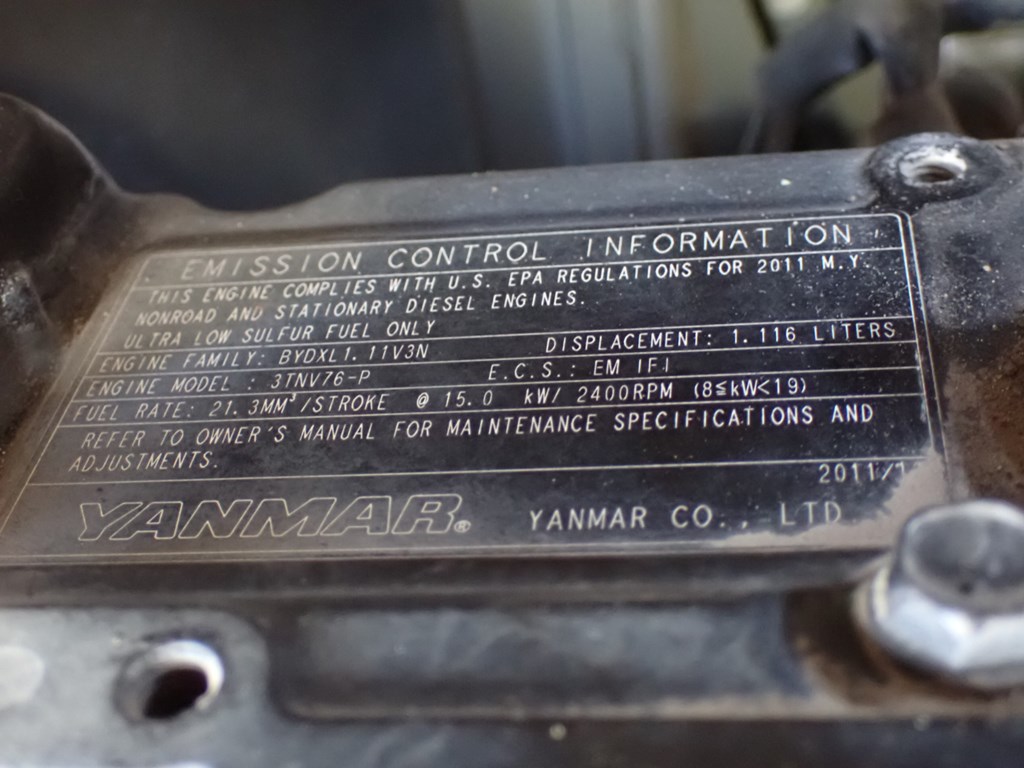 EMISSION CONTROL INFORMATION
THIS ENGINE COMPLIES WITH U.S. EPA REGULATIONS FOR 2011 M.Y.
NONROAD AND STATIONARY DIESEL ENGINES.
ULTRA LOW SULFUR FUEL ONLY
ENGINE FAMILY: BYDXL1.11V3N DISPLACEMENT: 1.116 LITERS
ENGINE MODEL : 3TNV76-P E.C.S.: EM IFI
FUEL RATE: 21.3MM³/STROKE @ 15.0 kW/ 2400RPM (8≦kW<19)
REFER TO OWNER'S MANUAL FOR MAINTENANCE SPECIFICATIONS AND
ADJUSTMENTS.
2011/1
YANMAR® YANMAR CO., LTD